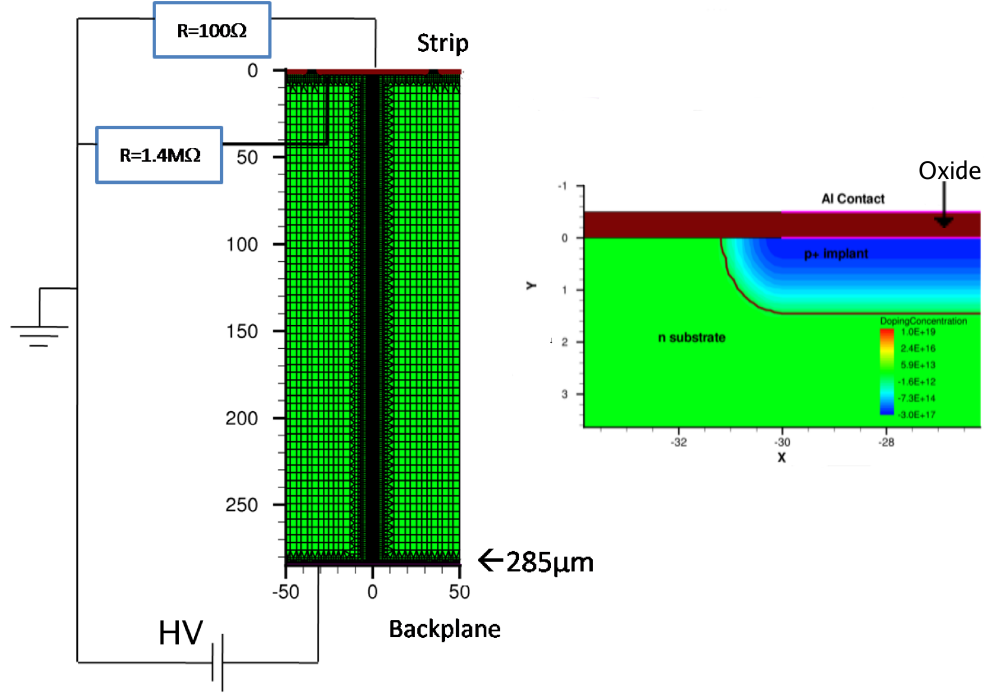 R=100Ω
Strip
R=1.4MΩ
0
50
100
150
200
250
-50 0 50
←285μm
Backplane
HV
Oxide
Al Contact
-1
0
1
2
3
Y
p+ implant
n substrate
DopingConcentration
1.0E+19
2.4E+16
5.9E+13
-1.6E+12
-7.3E+14
-3.0E+17
-32 -30 -28
X